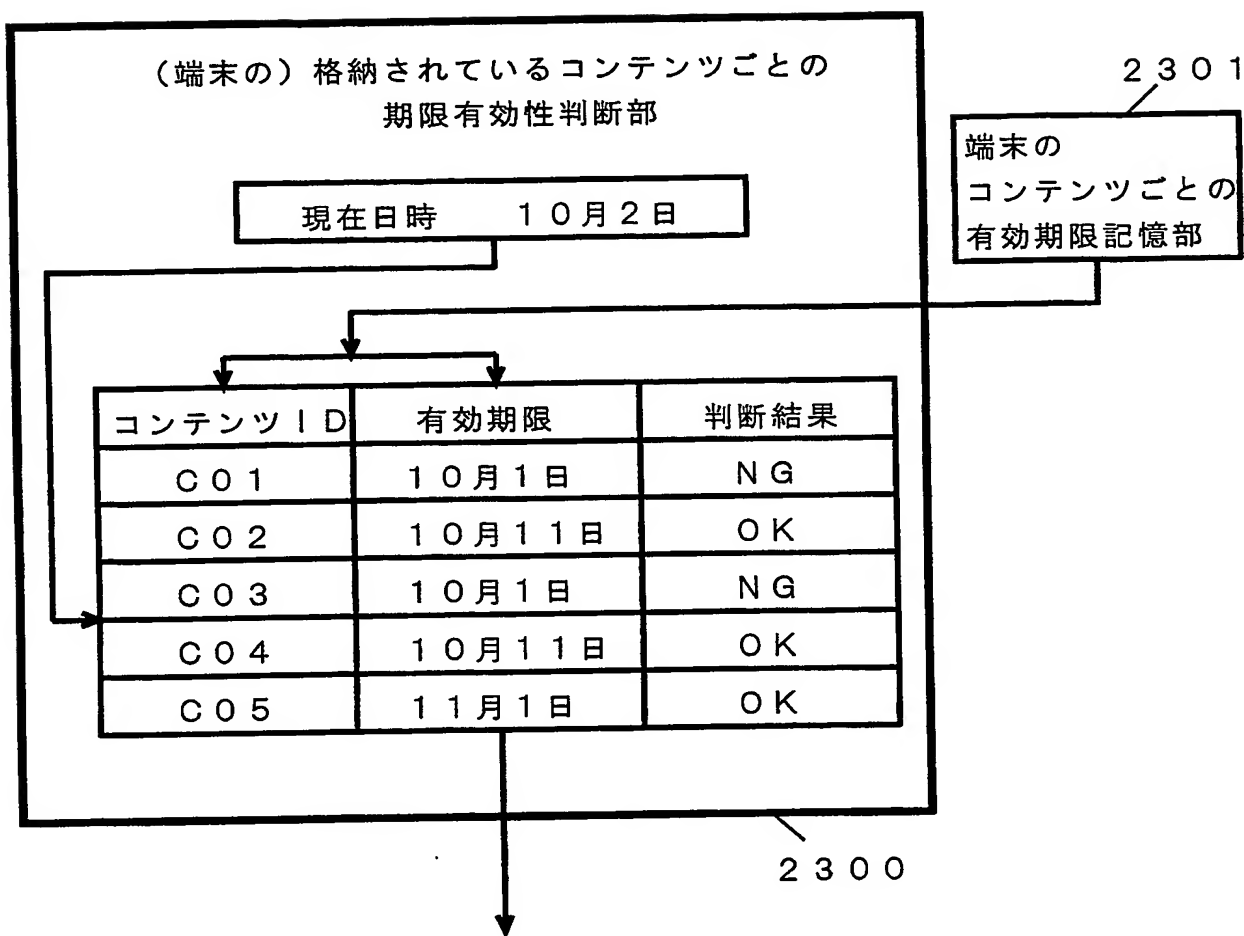 （端末の）格納されているコンテンツごとの
期限有効性判断部
２３０１
端末の
コンテンツごとの
有効期限記憶部
現在日時　１０月２日
コンテンツＩＤ　有効期限　判断結果
Ｃ０１　１０月１日　ＮＧ
Ｃ０２　１０月１１日　ＯＫ
Ｃ０３　１０月１日　ＮＧ
Ｃ０４　１０月１１日　ＯＫ
Ｃ０５　１１月１日　ＯＫ
２３００